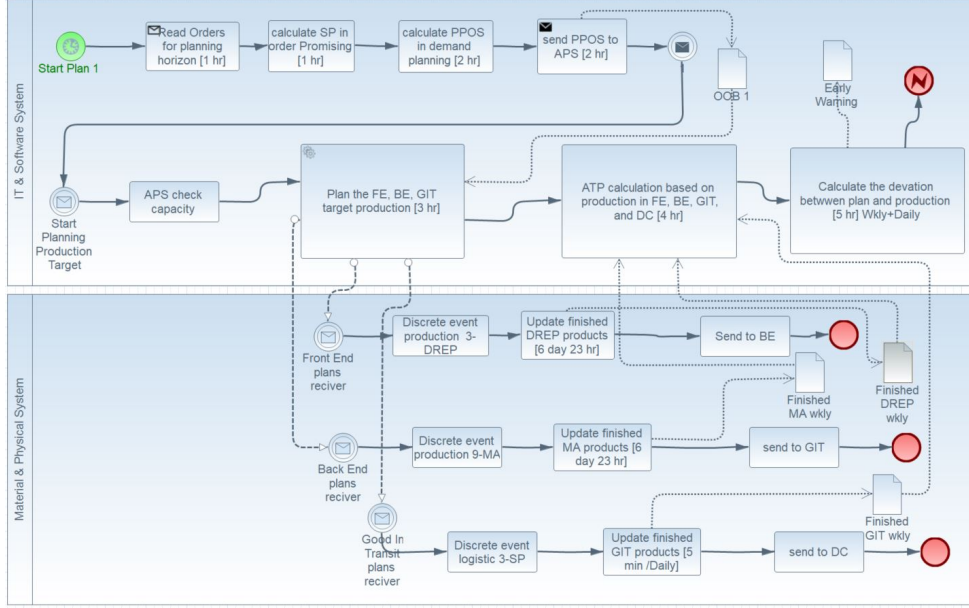 IT & Software System
Start Plan 1
Read Orders
for planning
horizon [1 hr]
calculate SP in
order Promising
[1 hr]
calculate PPOS
in demand
planning [2 hr]
send PPOS to
APS [2 hr]
OOB 1
Early
Warning
Start
Planning
Production
Target
APS check
capacity
Plan the FE, BE, GIT
target production [3 hr]
ATP calculation based on
production in FE, BE, GIT,
and DC [4 hr]
Calculate the devation
betwven plan and production
[5 hr] Wkly+Daily
Material & Physical System
Front End
plans
reciver
Discrete event
production  3-
DREP
Update finished
DREP products
[6 day 23 hr]
Send to BE
Finished
MA wkly
Finished
DREP
wkly
Back End
plans
reciver
Discrete event
production 9-MA
Update finished
MA products [6
day 23 hr]
send to GIT
Good In
Transit
plans
reciver
Discrete event
logistic 3-SP
Update finished
GIT products [5
min /Daily]
send to DC
Finished
GIT wkly